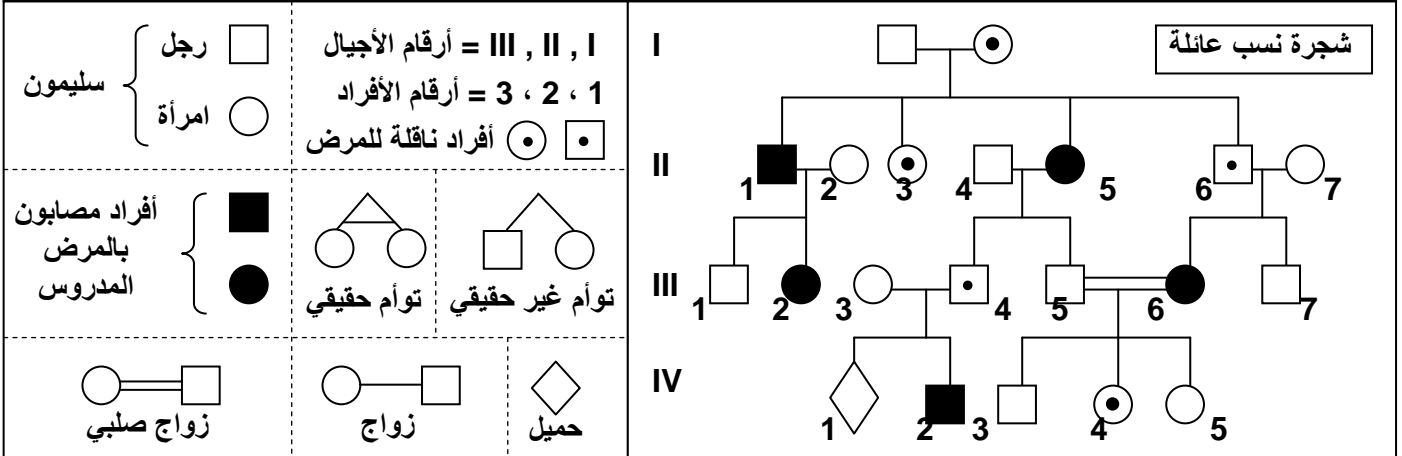 شجرة نسب عائلة
I
II
1 2 3 4 5 6 7
III
1 2 3 4 5 6 7
IV
1 2 3 4 5
I , II , III = أرقام الأجيال
1 ، 2 ، 3 = أرقام الأفراد
أفراد ناقلة للمرض
رجل
سليمون
امرأة
توأم غير حقيقي
توأم حقيقي
أفراد مصابون
بالمرض
المدروس
حميل
زواج
زواج صلبي